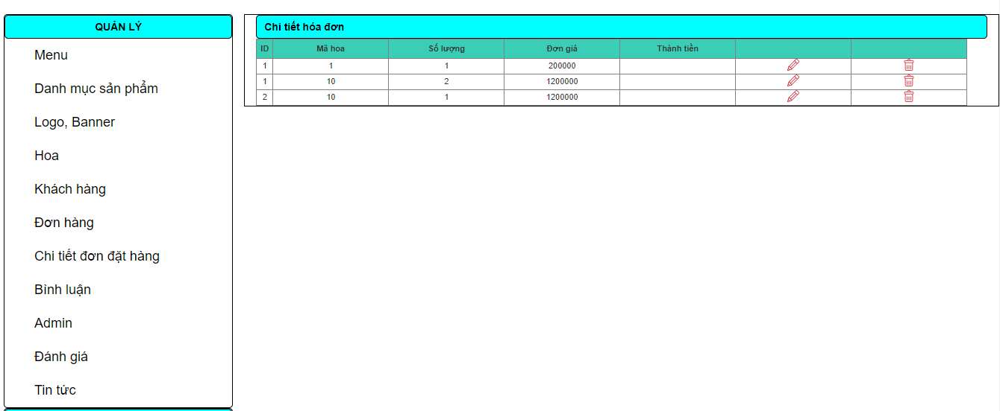 QUẢN LÝ
Menu
Danh mục sản phẩm
Logo, Banner
Hoa
Khách hàng
Đơn hàng
Chi tiết đơn đặt hàng
Bình luận
Admin
Đánh giá
Tin tức
Chi tiết hóa đơn
ID Mã hoa Số lượng Đơn giá Thành tiền
1 1 1 200000
1 10 2 1200000
2 10 1 1200000